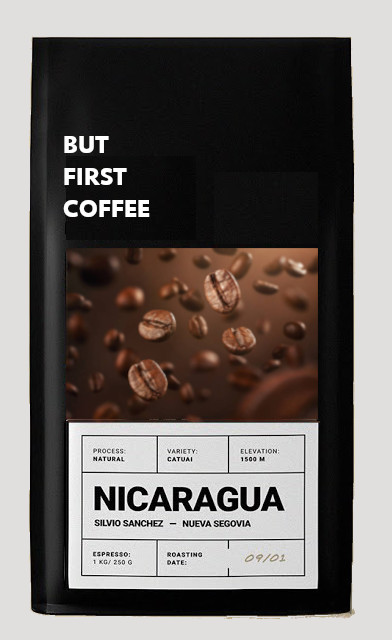 BUT
FIRST
COFFEE
PROCESS: VARIETY: ELEVATION:
NATURAL CATUAI 1500 M
NICARAGUA
SILVIO SANCHEZ — NUEVA SEGOVIA
ESPRESSO: ROASTING
1 KG/ 250 G DATE: 09/01